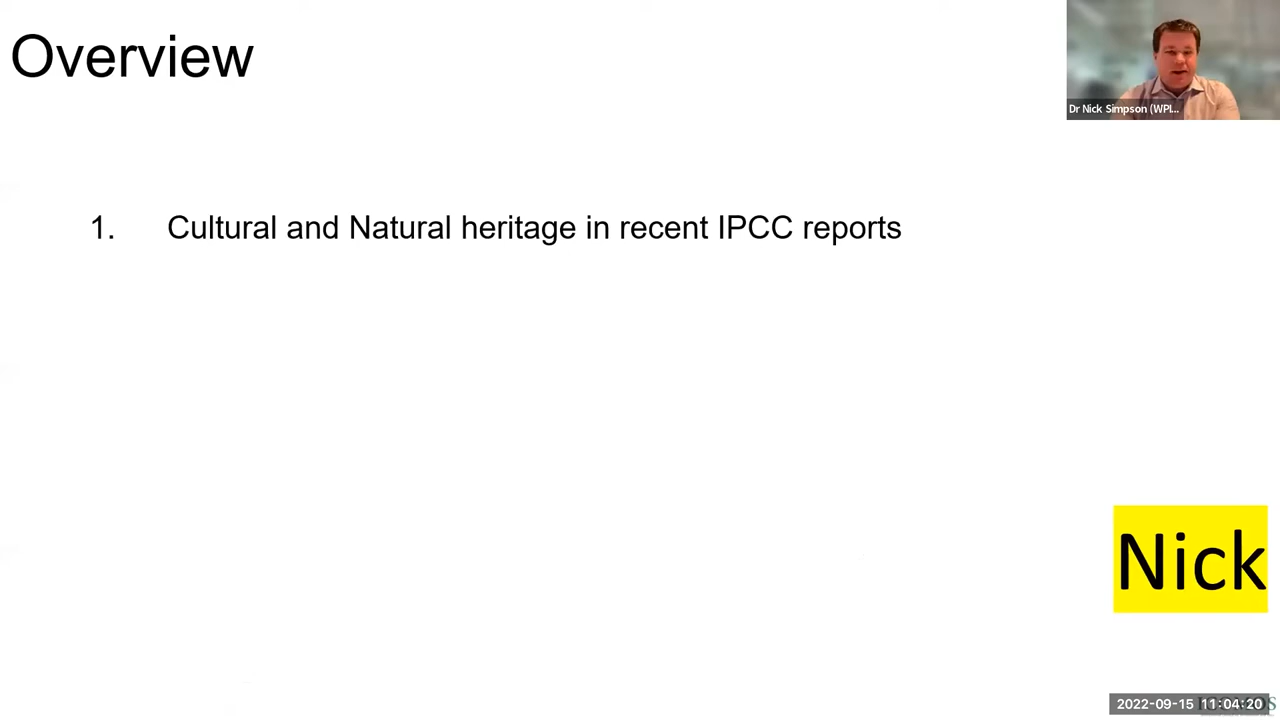 Overview
Dr Nick Simpson (WPI...
1. Cultural and Natural heritage in recent IPCC reports
Nick
2022-09-15 11:04:20